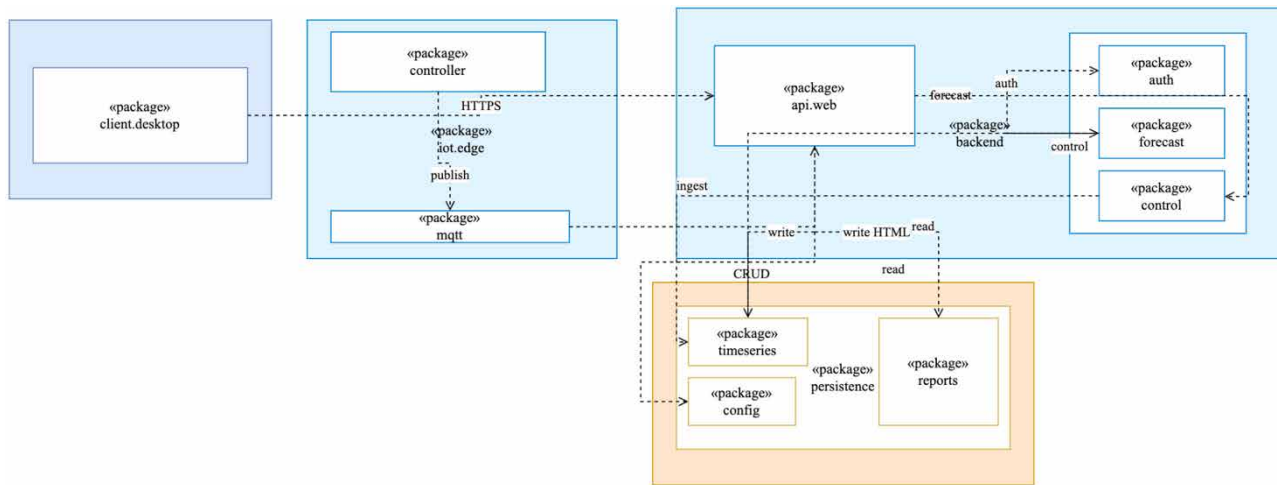 «package»
client.desktop
«package»
controller
HTTPS
«package»
iot.edge
publish
«package»
mqtt
«package»
api.web
forecast
auth
«package»
backend
control
«package»
auth
«package»
forecast
«package»
control
ingest
write
write HTML
read
CRUD
read
«package»
timeseries
«package»
config
«package»
persistence
«package»
reports